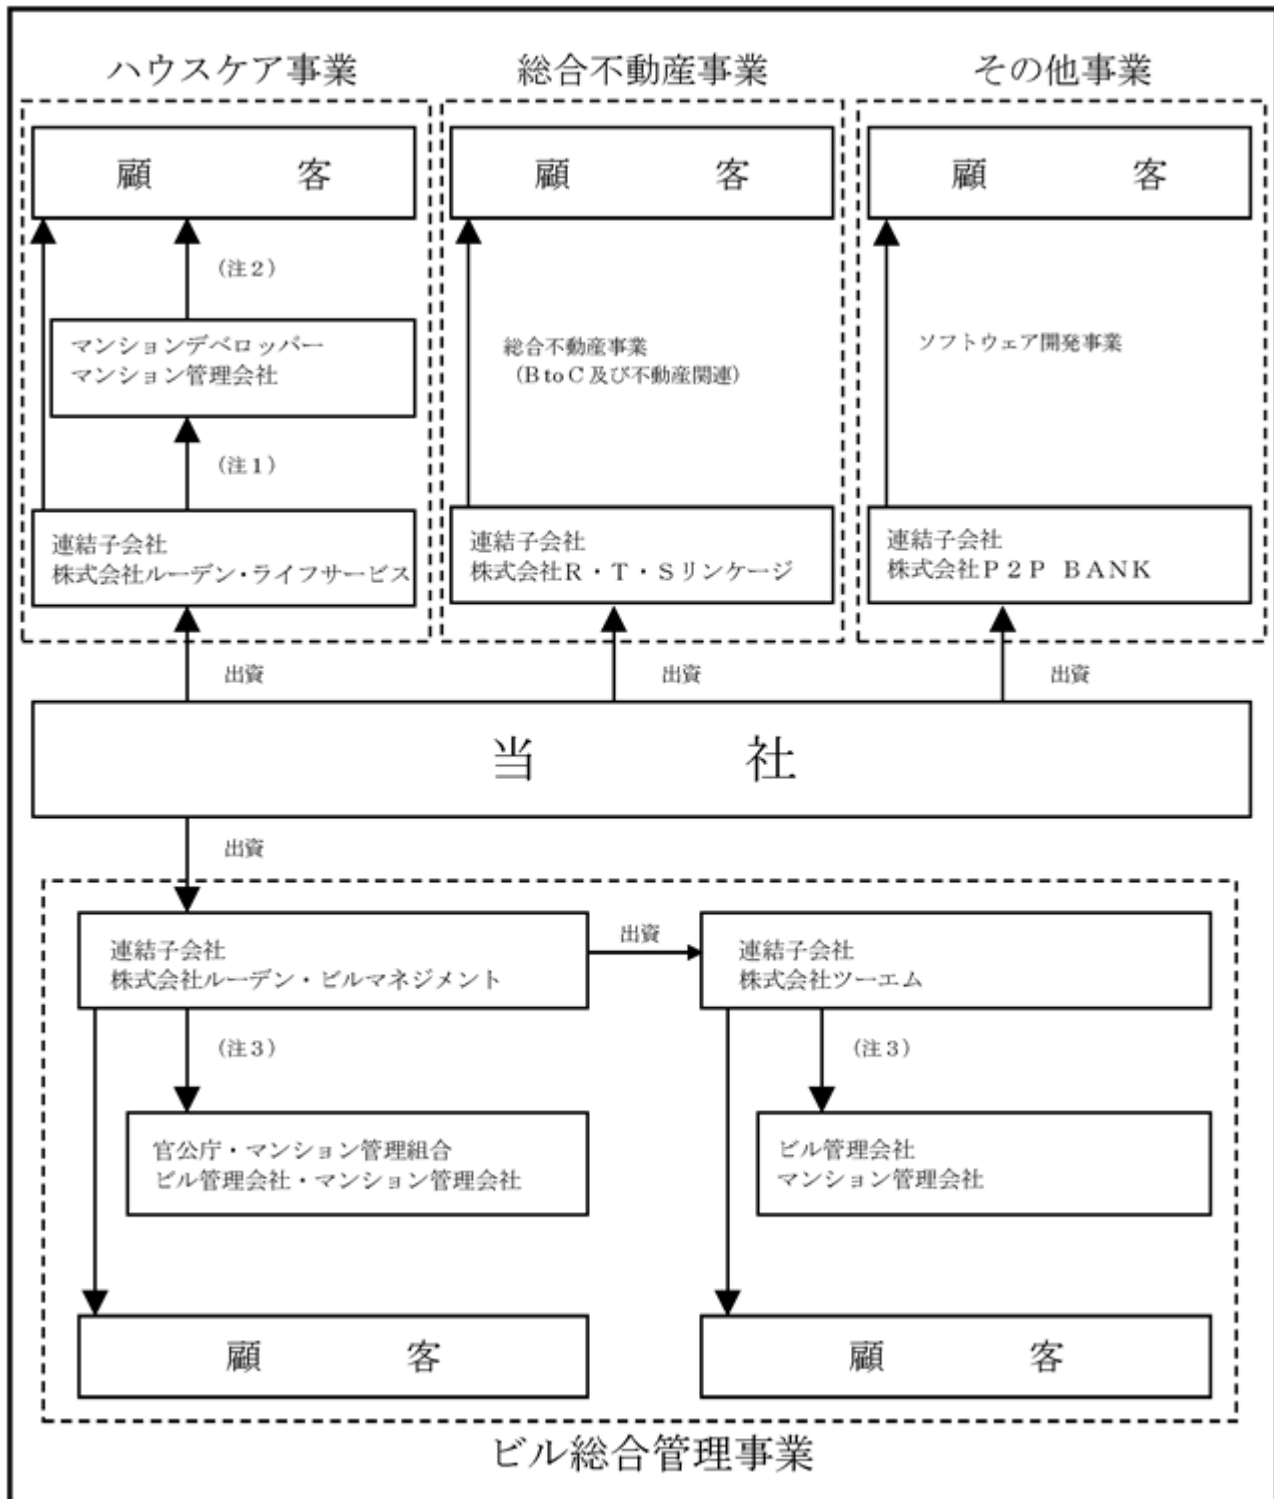 ハウスケア事業
総合不動産事業
その他事業
顧客
顧客
顧客
(注２)
マンションデベロッパー
マンション管理会社
(注１)
連結子会社
株式会社ルーデン・ライフサービス
総合不動産事業
(ＢtoＣ及び不動産関連)
連結子会社
株式会社Ｒ・Ｔ・Ｓリンケージ
ソフトウェア開発事業
連結子会社
株式会社Ｐ２Ｐ ＢＡＮＫ
出資
出資
出資
当社
出資
連結子会社
株式会社ルーデン・ビルマネジメント
出資
連結子会社
株式会社ツーエム
(注３)
(注３)
官公庁・マンション管理組合
ビル管理会社・マンション管理会社
ビル管理会社
マンション管理会社
顧客
顧客
ビル総合管理事業